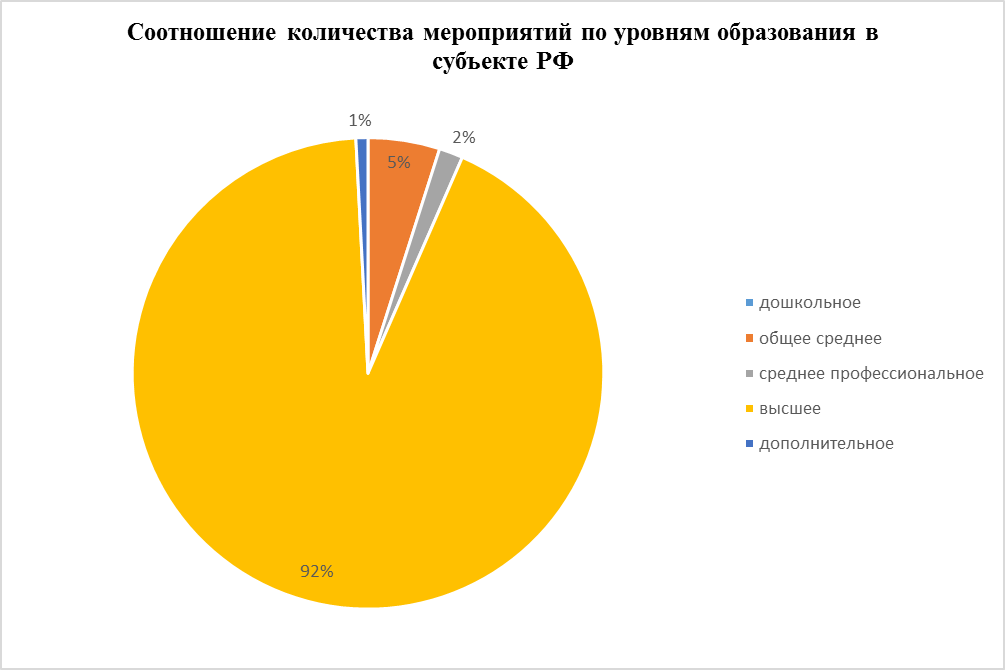 Соотношение количества мероприятий по уровням образования в
субъекте РФ
1%
2%
5%
92%
дошкольное
общее среднее
среднее профессиональное
высшее
дополнительное